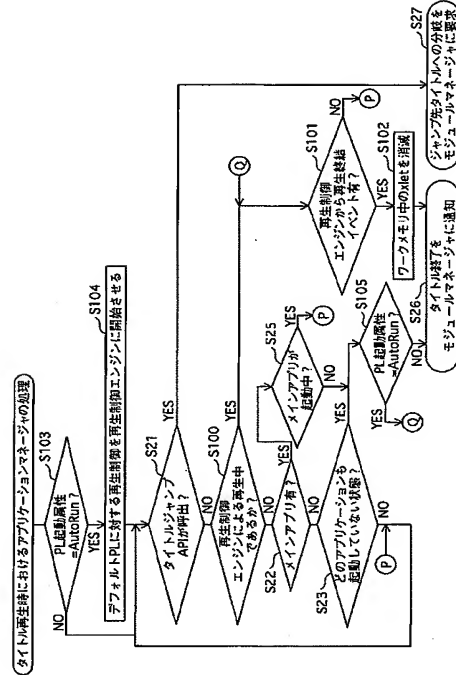 タイトル再生時におけるアプリケーションマネージャの処理
S103
PL起動属性
=AutoRun?
NO
YES
S104
デフォルトPLに対する再生制御を再生制御エンジンに開始させる
S21
タイトルジャンプ
APIが呼出?
YES
NO
S100
再生制御
エンジンによる再生中
であるか?
YES
NO
S22
メインアプリ有?
YES
NO
S25
メインアプリが
起動中?
YES
P
NO
S23
どのアプリケーションも
起動していない状態?
YES
NO
P
Q
S101
再生制御
エンジンから再生終結
イベント有?
NO
P
YES
S102
ワークメモリ中のxletを消滅
S105
PL起動属性
=AutoRun?
YES
Q
NO
S26
タイトル終了を
モジュールマネージャに通知
S27
ジャンプ先タイトルへの分岐を
モジュールマネージャに要求